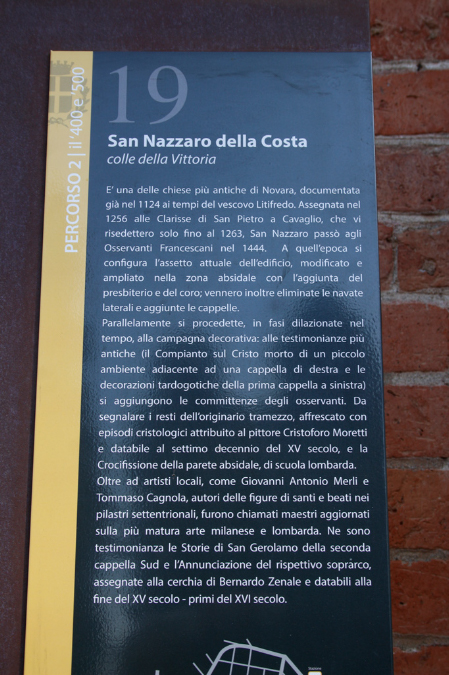 PERCORSO 2 | il '400 e '500
19
San Nazzaro della Costa
colle della Vittoria
E' una delle chiese più antiche di Novara, documentata
già nel 1124 ai tempi del vescovo Litifredo. Assegnata nel
1256 alle Clarisse di San Pietro a Cavaglio, che vi
risedettero solo fino al 1263, San Nazzaro passò agli
Osservanti Francescani nel 1444. A quell'epoca si
configura l'assetto attuale dell'edificio, modificato e
ampliato nella zona absidale con l'aggiunta del
presbiterio e del coro; vennero inoltre eliminate le navate
laterali e aggiunte le cappelle.
Parallelamente si procedette, in fasi dilazionate nel
tempo, alla campagna decorativa: alle testimonianze più
antiche (il Compianto sul Cristo morto di un piccolo
ambiente adiacente ad una cappella di destra e le
decorazioni tardogotiche della prima cappella a sinistra)
si aggiungono le committenze degli osservanti. Da
segnalare i resti dell'originario tramezzo, affrescato con
episodi cristologici attribuito al pittore Cristoforo Moretti
e databile al settimo decennio del XV secolo, e la
Crocifissione della parete absidale, di scuola lombarda.
Oltre ad artisti locali, come Giovanni Antonio Merli e
Tommaso Cagnola, autori delle figure di santi e beati nei
pilastri settentrionali, furono chiamati maestri aggiornati
sulla più matura arte milanese e lombarda. Ne sono
testimonianza le Storie di San Gerolamo della seconda
cappella Sud e l'Annunciazione del rispettivo soprarco,
assegnate alla cerchia di Bernardo Zenale e databili alla
fine del XV secolo - primi del XVI secolo.